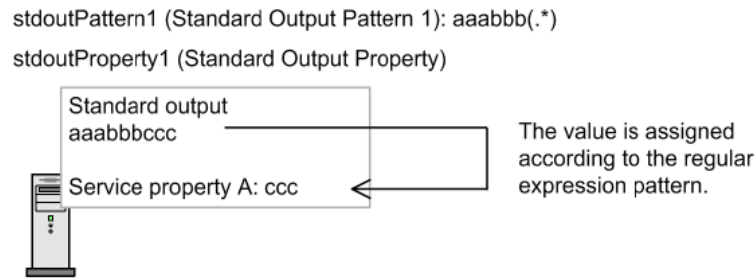 stdoutPattern1 (Standard Output Pattern 1): aaabbb(.*)
stdoutProperty1 (Standard Output Property)
Standard output
aaabbbccc
Service property A: ccc
The value is assigned
according to the regular
expression pattern.